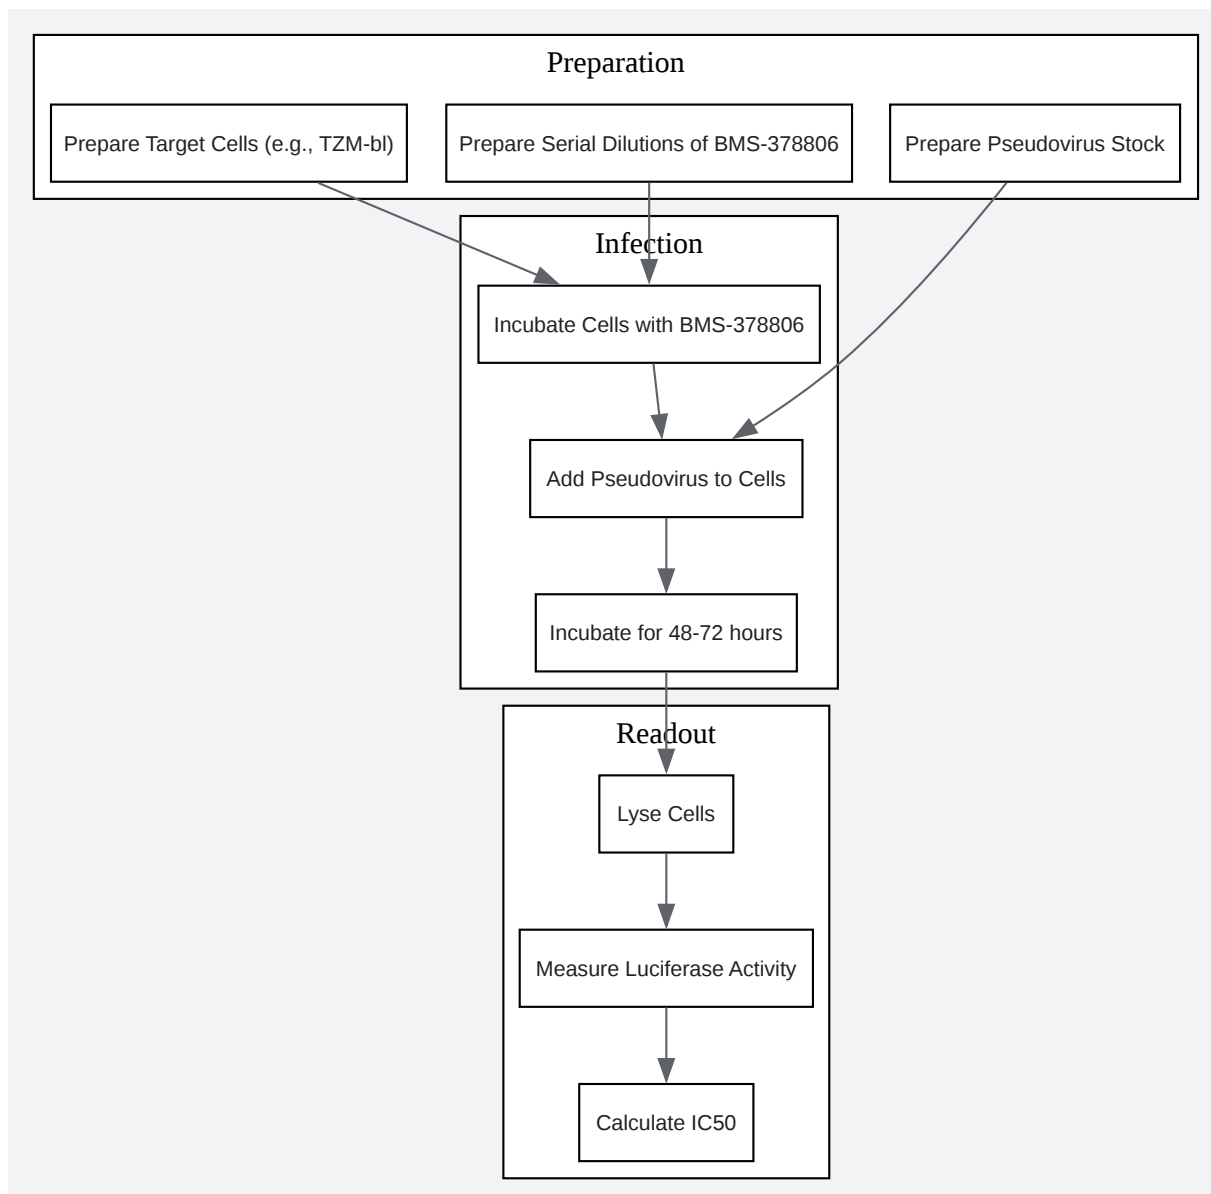 Preparation
Prepare Target Cells (e.g., TZM-bl)
Prepare Serial Dilutions of BMS-378806
Prepare Pseudovirus Stock
Infection
Incubate Cells with BMS-378806
Add Pseudovirus to Cells
Incubate for 48-72 hours
Readout
Lyse Cells
Measure Luciferase Activity
Calculate IC50